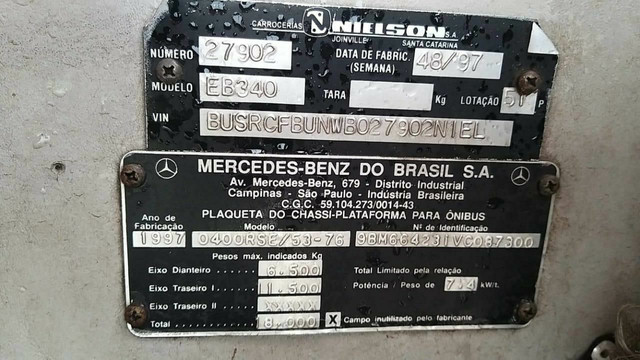 CARROCERIAS NIELSON S.A.
JOINVILLE SANTA CATARINA
NÚMERO 27902 DATA DE FABRIC. (SEMANA) 48/97
MODELO EB340 TARA Kg LOTAÇÃO 51 P
VIN BUSRCFBUNWB027902NIEL
MERCEDES-BENZ DO BRASIL S.A.
Av. Mercedes-Benz, 679 - Distrito Industrial
Campinas - São Paulo - Indústria Brasileira
C.G.C. 59.104.273/0014-43
PLAQUETA DO CHASSI-PLATAFORMA PARA ÔNIBUS
Ano de Fabricação Modelo Nº de Identificação
1997 0400RSE/53-76 9BM664231VC087300
Pesos máx. indicados Kg
Eixo Dianteiro 6.500 Total Limitado pela relação
Eixo Traseiro I 11.500 Potência / Peso de 7,4 kW/t.
Eixo Traseiro II XXXXX
Total 18.000 X Campo inutilizado pelo fabricante